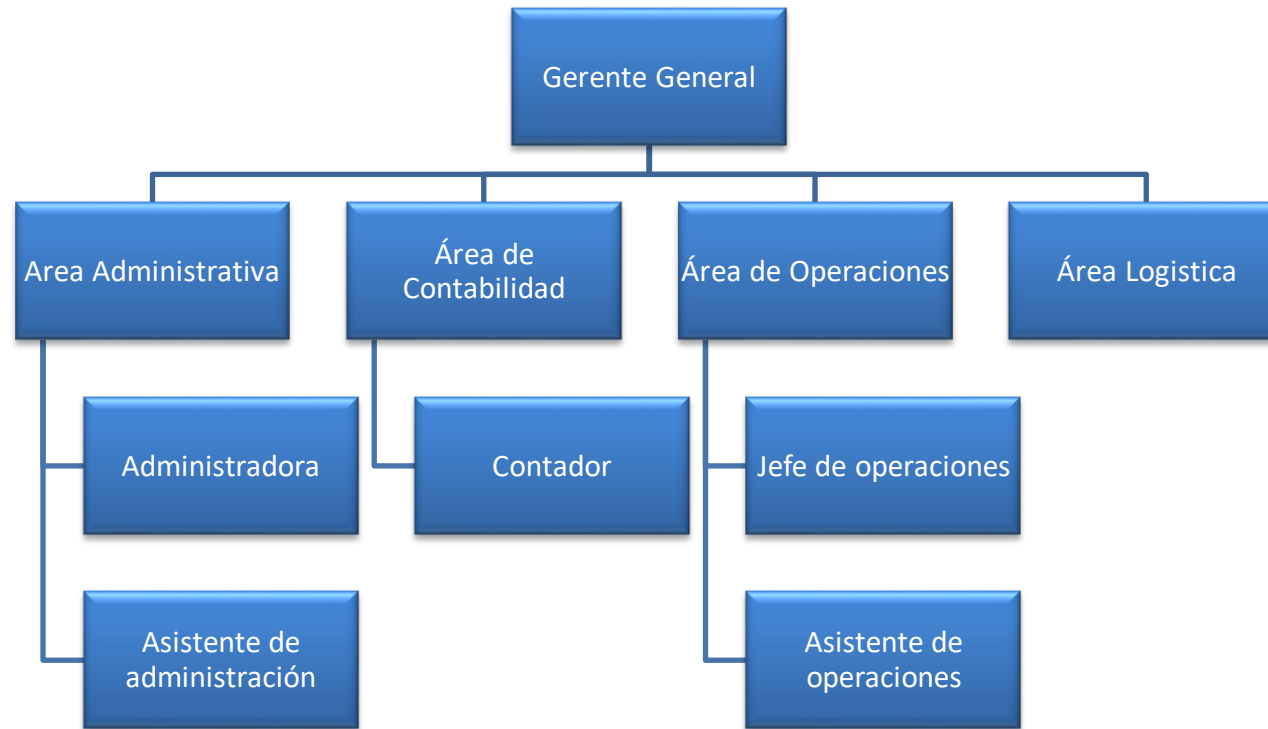 Gerente General
Area Administrativa
Área de
Contabilidad
Área de Operaciones
Área Logistica
Administradora
Contador
Jefe de operaciones
Asistente de
administración
Asistente de
operaciones